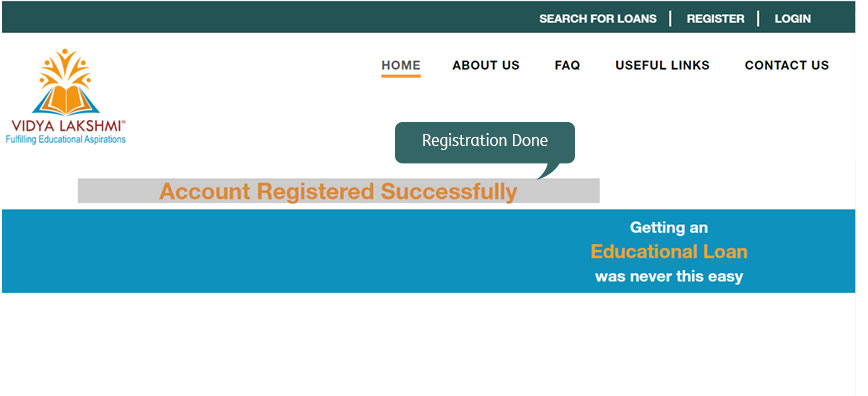 SEARCH FOR LOANS | REGISTER | LOGIN
HOME ABOUT US FAQ USEFUL LINKS CONTACT US
VIDYA LAKSHMI®
Fulfilling Educational Aspirations
Registration Done
Account Registered Successfully
Getting an
Educational Loan
was never this easy